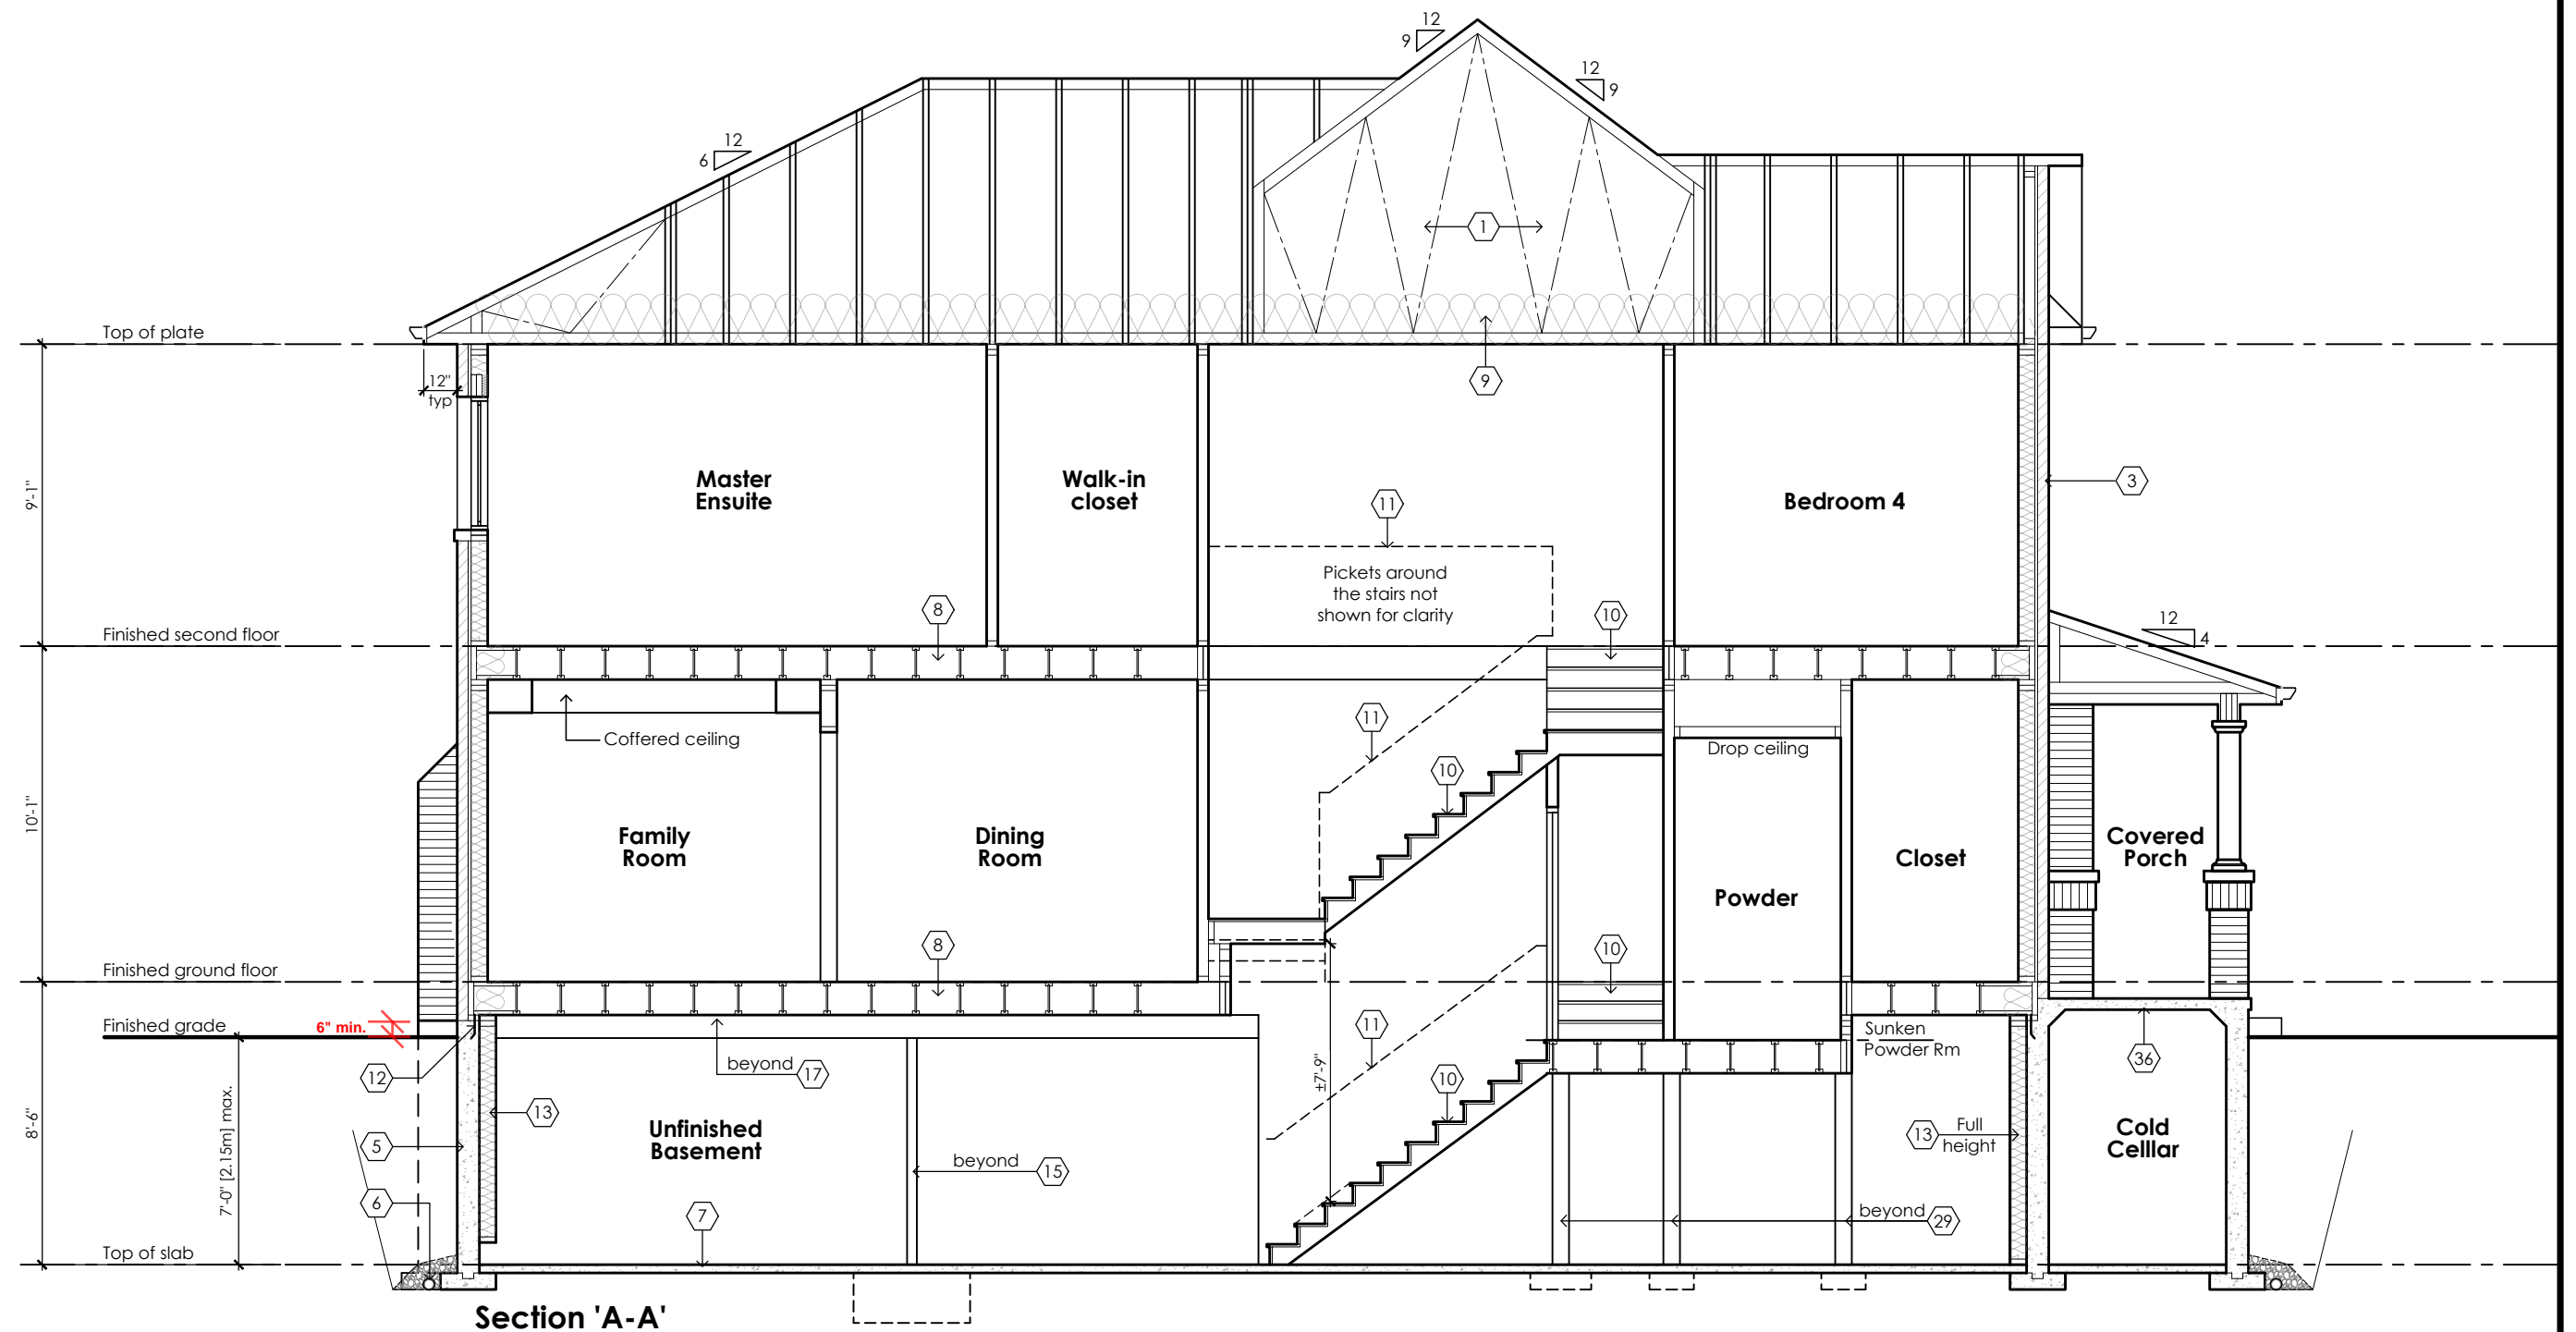 12
9
12
9
12
6
1
Top of plate
12"
typ
9
9'-1"
Master
Ensuite
Walk-in
closet
Bedroom 4
3
11
Pickets around
the stairs not
shown for clarity
8
10
12
4
Finished second floor
11
Coffered ceiling
Drop ceiling
10
10'-1"
Family
Room
Dining
Room
Powder
Closet
Covered
Porch
8
10
Finished ground floor
Finished grade
6" min.
11
Sunken
Powder Rm
36
12
beyond 17
±7'-9"
10
13
7'-0" [2.15m] max.
8'-6"
5
Unfinished
Basement
13 Full
height
Cold
Celllar
beyond 15
6
7
beyond 29
Top of slab
Section 'A-A'